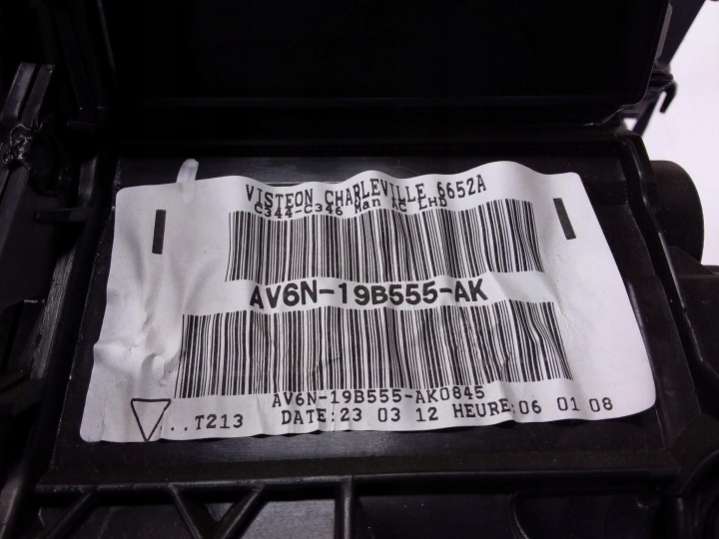 VISTEON CHARLEVILLE 6652A
C344-C346 Man AC LHD
AV6N-19B555-AK
AV6N-19B555-AK0845
..T213 DATE:23 03 12 HEURE:06 01 08